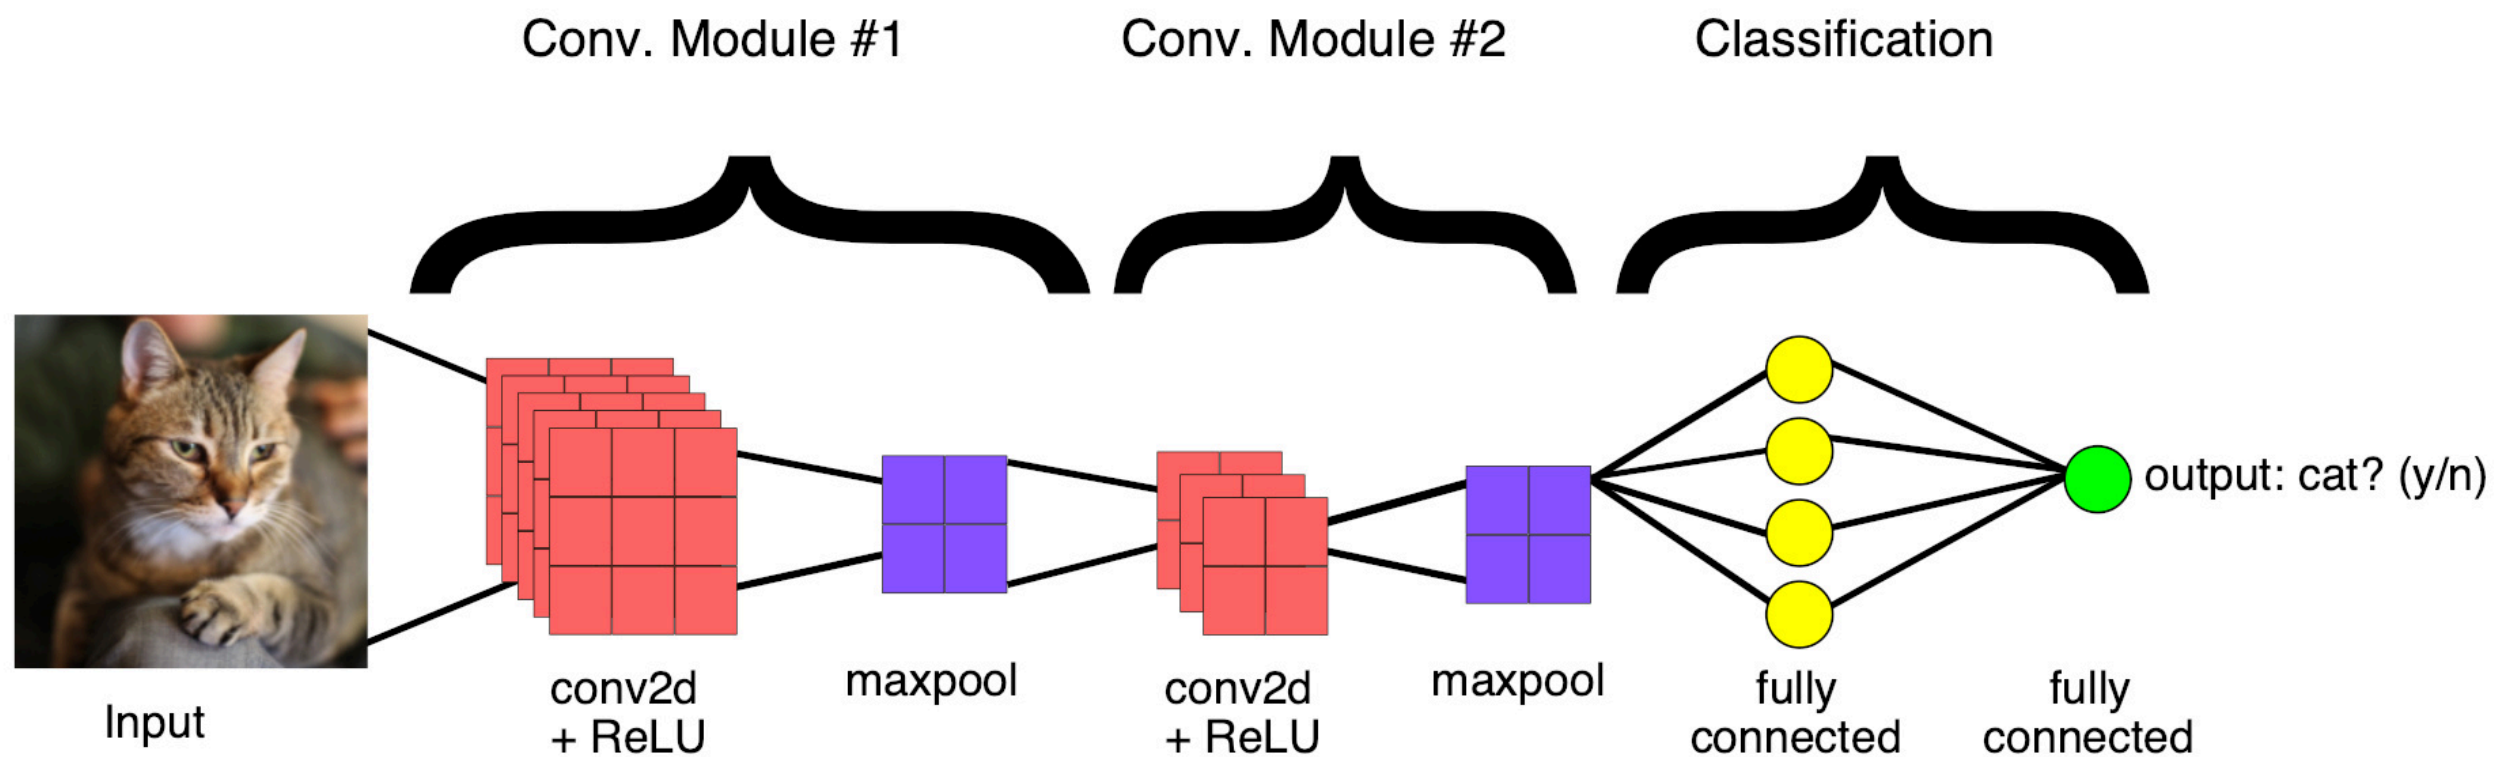 Conv. Module #1
Conv. Module #2
Classification
Input
conv2d
+ ReLU
maxpool
conv2d
+ ReLU
maxpool
fully
connected
fully
connected
output: cat? (y/n)